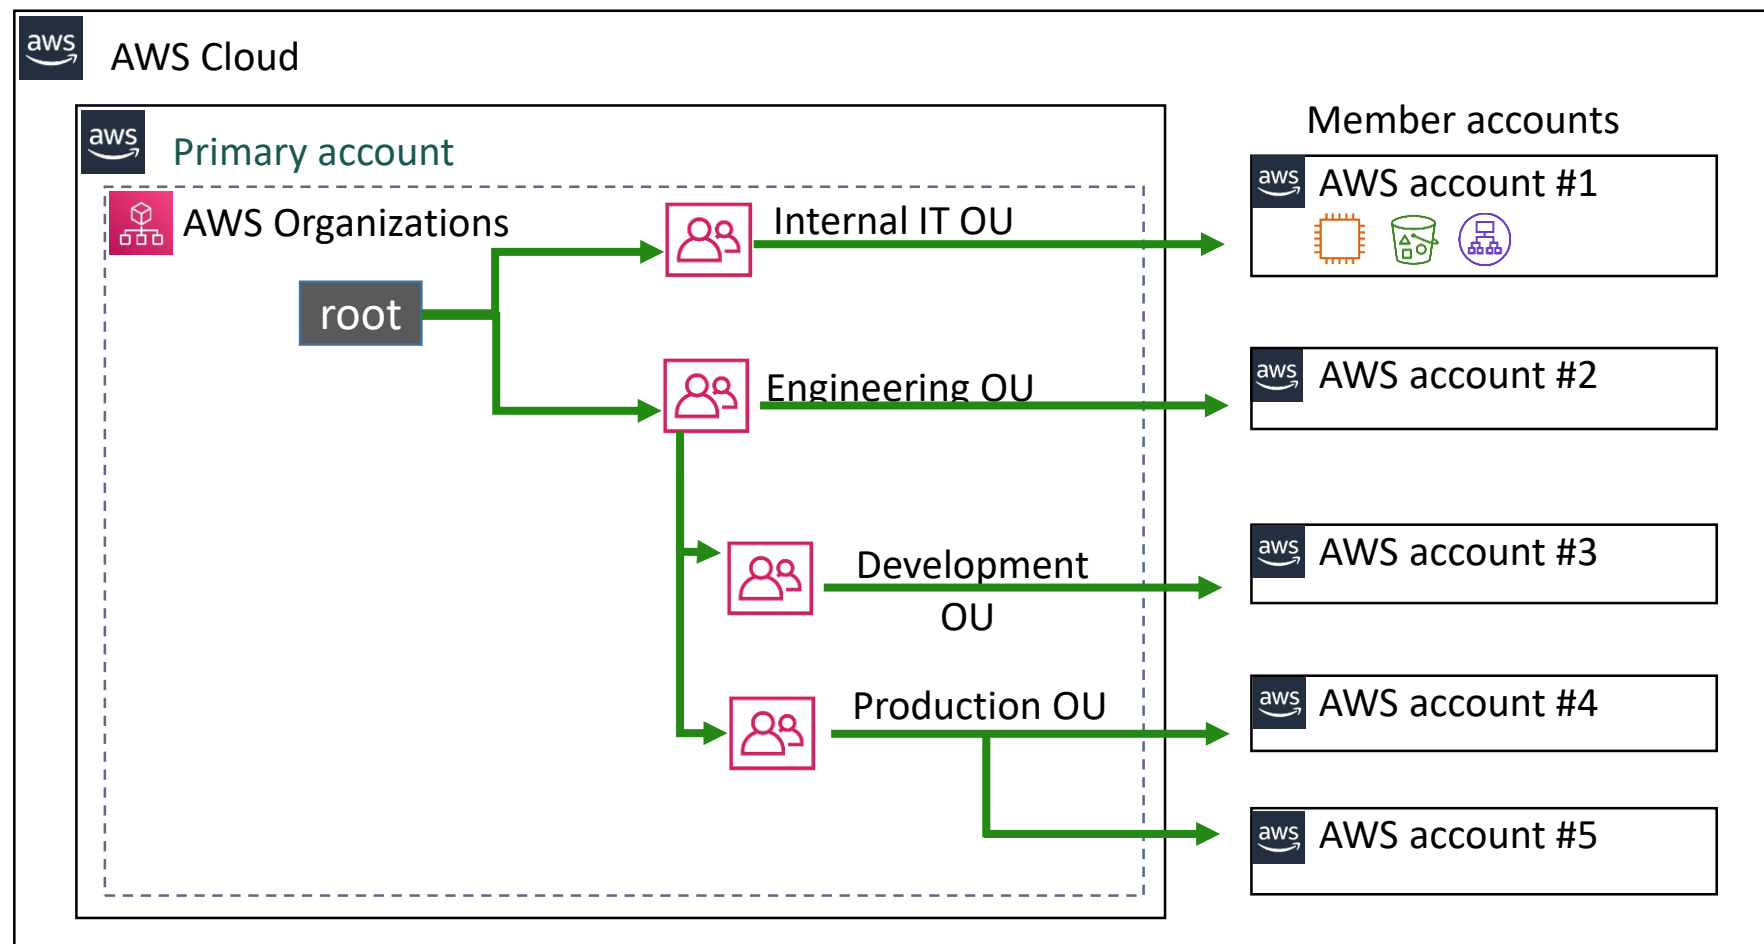 aws
AWS Cloud
aws
Primary account
AWS Organizations
root
Internal IT OU
Engineering OU
Development
OU
Production OU
Member accounts
aws
AWS account #1
aws
AWS account #2
aws
AWS account #3
aws
AWS account #4
aws
AWS account #5